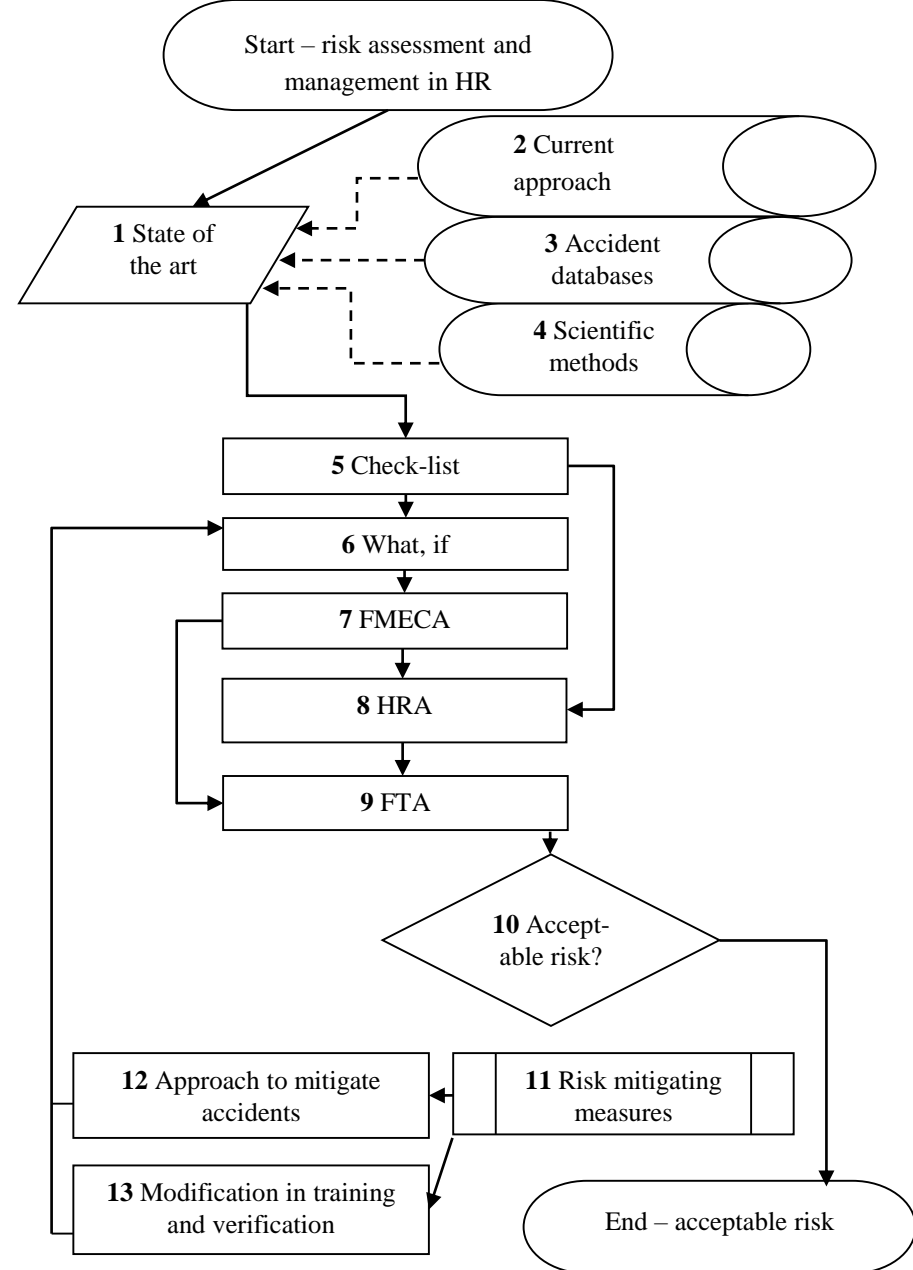 Start – risk assessment and
management in HR
2 Current
approach
1 State of
the art
3 Accident
databases
4 Scientific
methods
5 Check-list
6 What, if
7 FMECA
8 HRA
9 FTA
10 Accept-
able risk?
12 Approach to mitigate
accidents
11 Risk mitigating
measures
13 Modification in training
and verification
End – acceptable risk